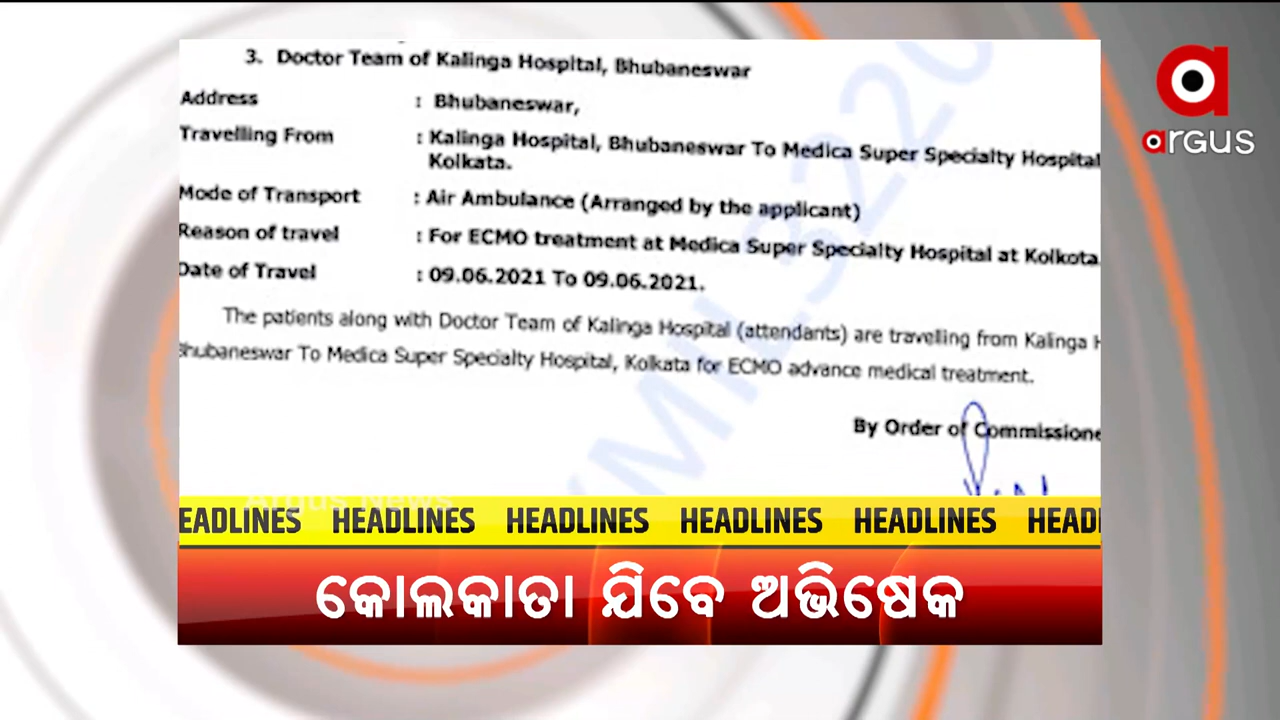 3. Doctor Team of Kalinga Hospital, Bhubaneswar
Address : Bhubaneswar,
Travelling From : Kalinga Hospital, Bhubaneswar To Medica Super Specialty Hospital
Kolkata.
Mode of Transport : Air Ambulance (Arranged by the applicant)
Reason of travel : For ECMO treatment at Medica Super Specialty Hospital at Kolkota.
Date of Travel : 09.06.2021 To 09.06.2021.
The patients along with Doctor Team of Kalinga Hospital (attendants) are travelling from Kalinga H
Bhubaneswar To Medica Super Specialty Hospital, Kolkata for ECMO advance medical treatment.
By Order of Commissione
argus
Argus News
EADLINES HEADLINES HEADLINES HEADLINES HEADLINES HEADL
କୋଲକାତା ଯିବେ ଅଭିଷେକ